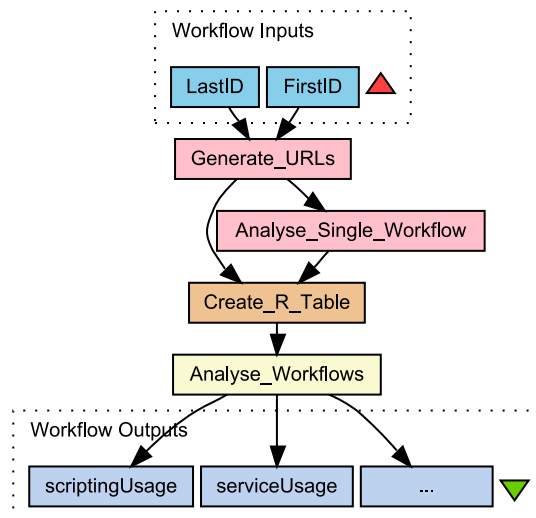 Workflow Inputs
LastID
FirstID
Generate_URLs
Analyse_Single_Workflow
Create_R_Table
Analyse_Workflows
Workflow Outputs
scriptingUsage
serviceUsage
...